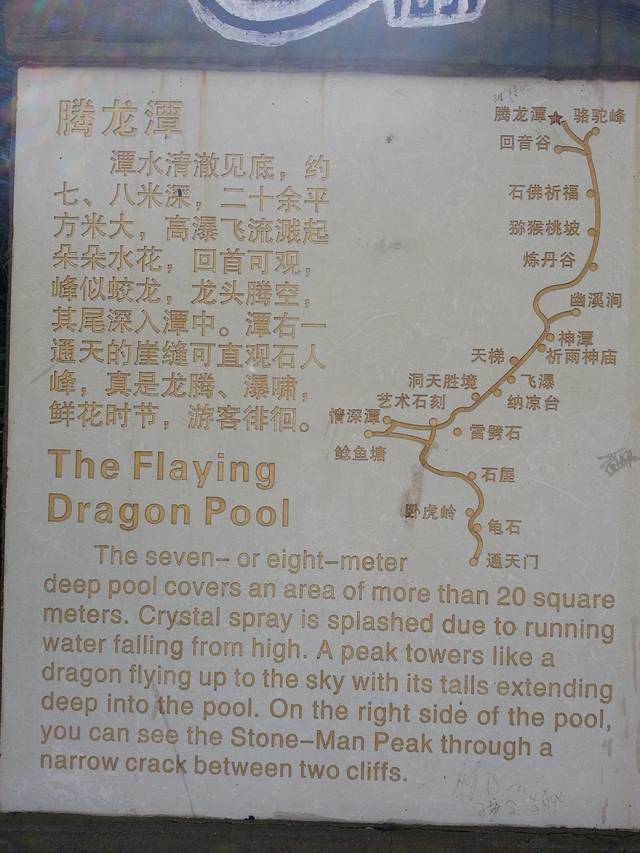 腾龙潭
潭水清澈见底，约
七、八米深，二十余平
方米大，高瀑飞流溅起
朵朵水花，回首可观，
峰似蛟龙，龙头腾空，
其尾深入潭中。潭右一
通天的崖缝可直观石人
峰，真是龙腾、瀑啸，
鲜花时节，游客徘徊。
腾龙潭
骆驼峰
回音谷
石佛祈福
猕猴桃坡
炼丹谷
幽溪涧
神潭
祈雨神庙
天梯
飞瀑
洞天胜境
纳凉台
艺术石刻
情深潭
雷劈石
鲶鱼塘
石屋
卧虎岭
龟石
通天门
The Flaying
Dragon Pool
The seven- or eight-meter
deep pool covers an area of more than 20 square
meters. Crystal spray is splashed due to running
water falling from high. A peak towers like a
dragon flying up to the sky with its tails extending
deep into the pool. On the right side of the pool,
you can see the Stone-Man Peak through a
narrow crack between two cliffs.